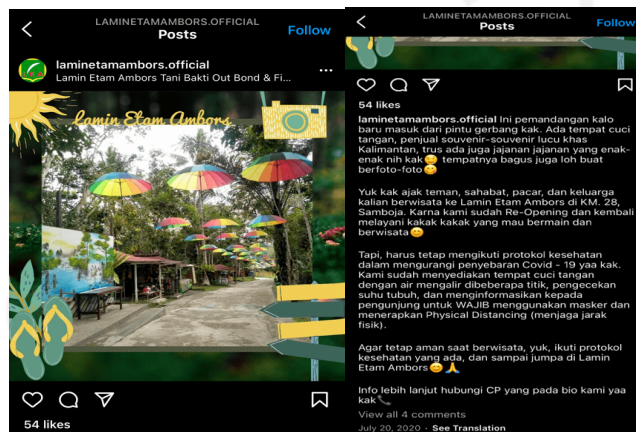 LAMINETAMAMBORS.OFFICIAL
Posts
Follow
laminetamambors.official
Lamin Etam Ambors Tani Bakti Out Bond & Fi...
Lamin Etam Ambors
54 likes
LAMINETAMAMBORS.OFFICIAL
Posts
Follow
54 likes
laminetamambors.official Ini pemandangan kalo
baru masuk dari pintu gerbang kak. Ada tempat cuci
tangan, penjual souvenir-souvenir lucu khas
Kalimantan, trus ada juga jajanan jajanan yang enak-
enak nih kak😋 tempatnya bagus juga loh buat
berfoto-foto😍
Yuk kak ajak teman, sahabat, pacar, dan keluarga
kalian berwisata ke Lamin Etam Ambors di KM. 28,
Samboja. Karna kami sudah Re-Opening dan kembali
melayani kakak kakak yang mau bermain dan
berwisata😊
Tapi, harus tetap mengikuti protokol kesehatan
dalam mengurangi penyebaran Covid - 19 yaa kak.
Kami sudah menyediakan tempat cuci tangan
dengan air mengalir dibeberapa titik, pengecekan
suhu tubuh, dan menginformasikan kepada
pengunjung untuk WAJIB menggunakan masker dan
menerapkan Physical Distancing (menjaga jarak
fisik).
Agar tetap aman saat berwisata, yuk, ikuti protokol
kesehatan yang ada, dan sampai jumpa di Lamin
Etam Ambors😊🙏
Info lebih lanjut hubungi CP yang pada bio kami yaa
kak📞
View all 4 comments
July 20, 2020 · See Translation